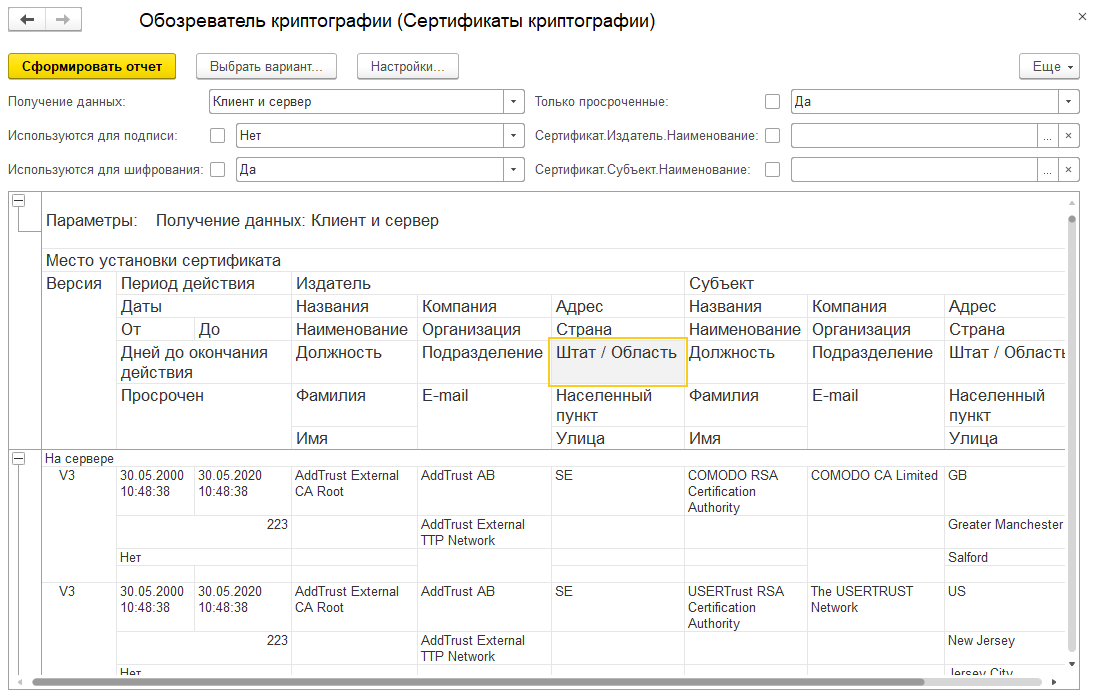 Обозреватель криптографии (Сертификаты криптографии)
Сформировать отчет
Выбрать вариант...
Настройки...
Еще
Получение данных: Клиент и сервер
Только просроченные: Да
Используются для подписи: Нет
Сертификат.Издатель.Наименование:
Используются для шифрования: Да
Сертификат.Субъект.Наименование:
Параметры: Получение данных: Клиент и сервер
Место установки сертификата
Версия Период действия Издатель Субъект
Даты Названия Компания Адрес Названия Компания Адрес
От До Наименование Организация Страна Наименование Организация Страна
Дней до окончания Должность Подразделение Штат / Область Должность Подразделение Штат / Област
действия
Просрочен Фамилия E-mail Населенный Фамилия E-mail Населенный
пункт пункт
Имя Улица Имя Улица
На сервере
V3 30.05.2000 30.05.2020 AddTrust External AddTrust AB SE COMODO RSA COMODO CA Limited GB
10:48:38 10:48:38 CA Root Certification
Authority
223 AddTrust External Greater Manchester
TTP Network
Нет Salford
V3 30.05.2000 30.05.2020 AddTrust External AddTrust AB SE USERTrust RSA The USERTRUST US
10:48:38 10:48:38 CA Root Certification Network
Authority
223 AddTrust External New Jersey
TTP Network
Нет Jersey City